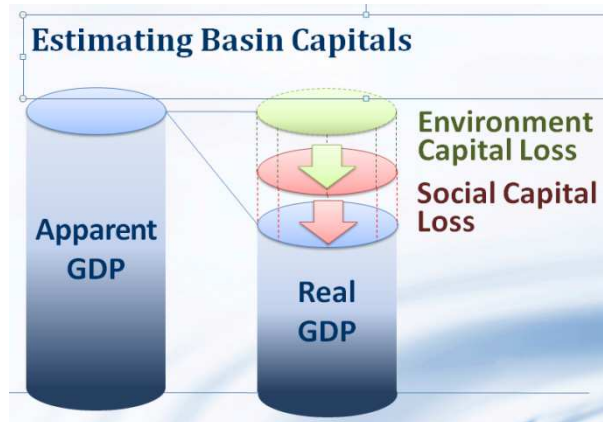 Estimating Basin Capitals
Environment
Capital Loss
Social Capital
Loss
Apparent
GDP
Real
GDP